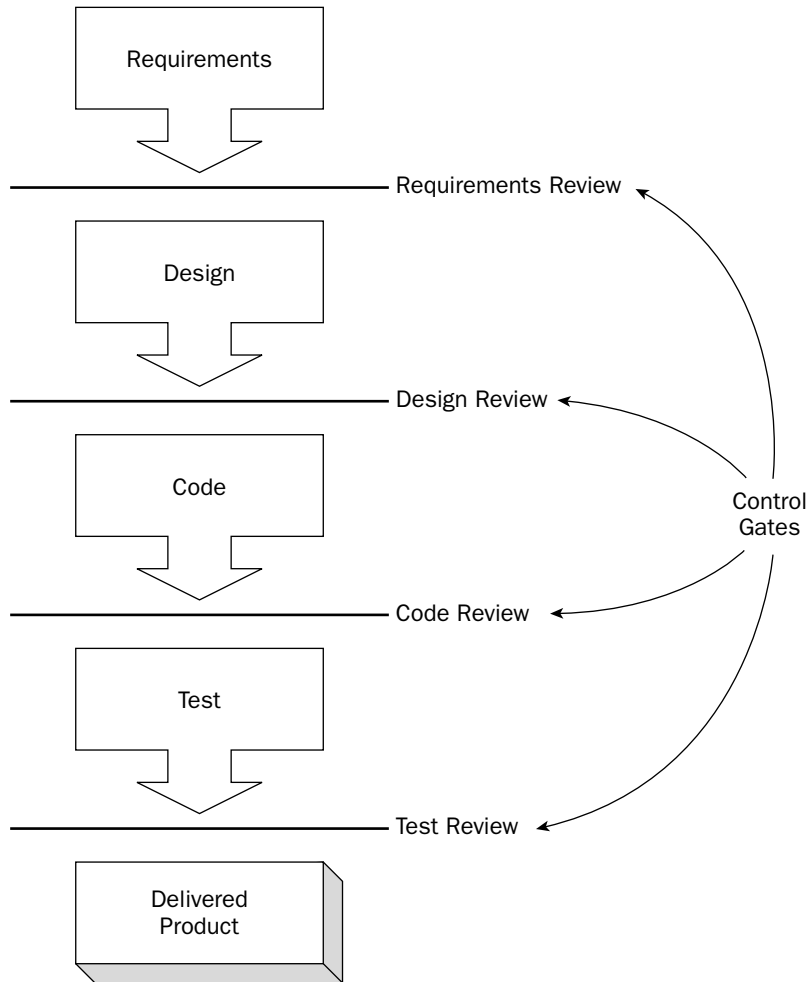 Requirements
Requirements Review
Design
Design Review
Code
Control
Gates
Code Review
Test
Test Review
Delivered
Product